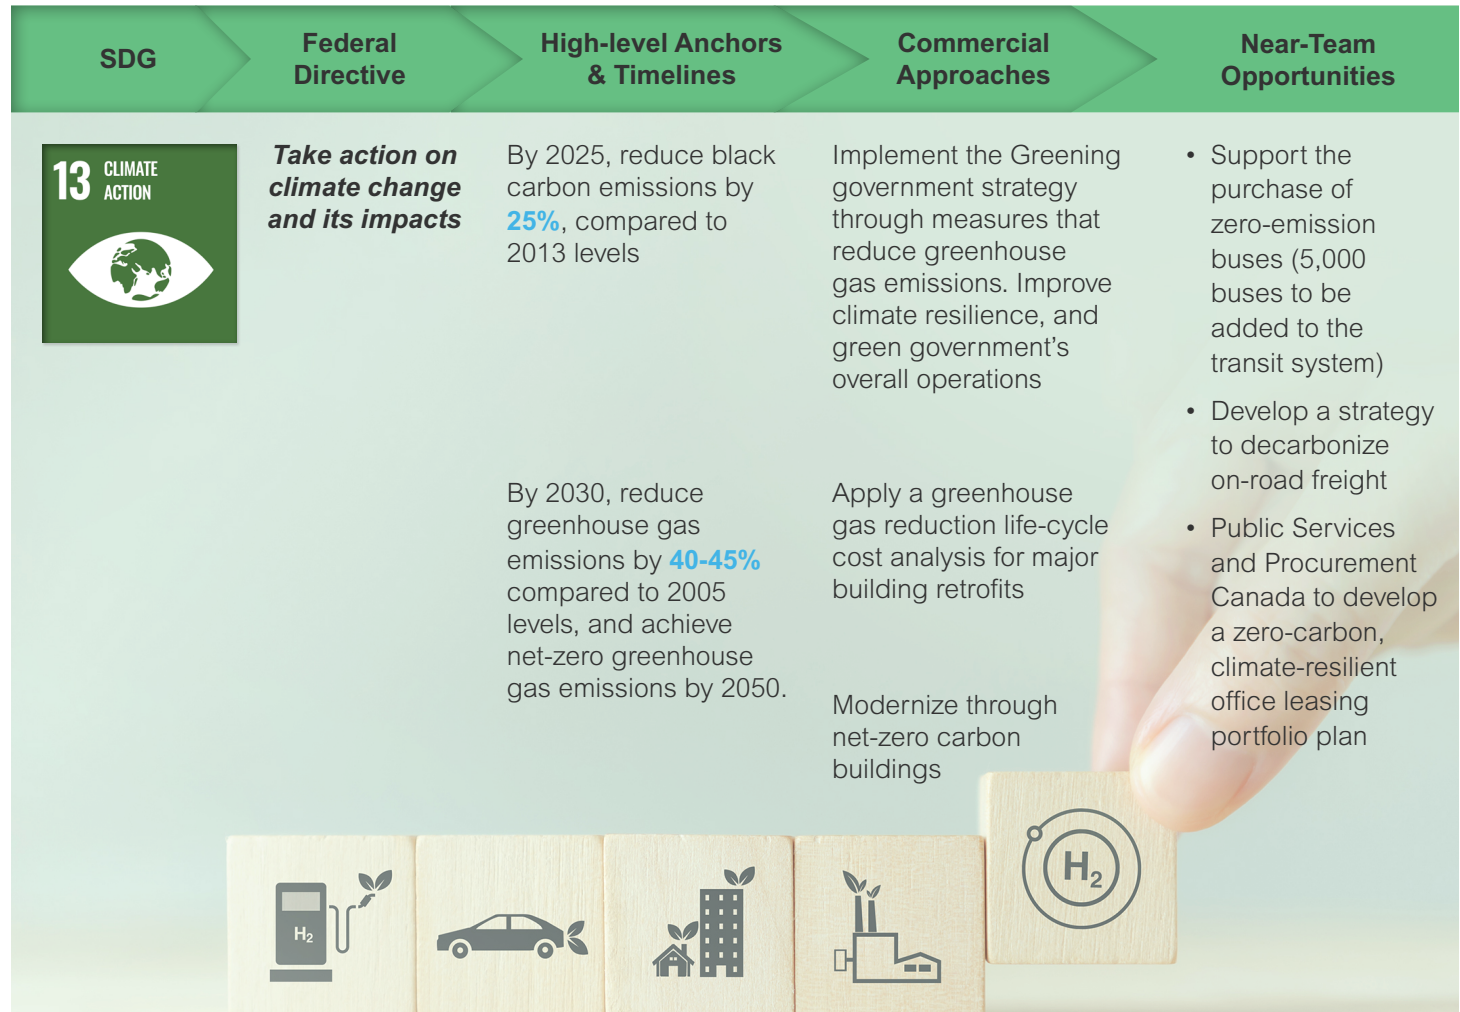 SDG
Federal
Directive
High-level Anchors
& Timelines
Commercial
Approaches
Near-Team
Opportunities
13 CLIMATE
ACTION
Take action on
climate change
and its impacts
By 2025, reduce black
carbon emissions by
25%, compared to
2013 levels
By 2030, reduce
greenhouse gas
emissions by 40-45%
compared to 2005
levels, and achieve
net-zero greenhouse
gas emissions by 2050.
Implement the Greening
government strategy
through measures that
reduce greenhouse
gas emissions. Improve
climate resilience, and
green government’s
overall operations
Apply a greenhouse
gas reduction life-cycle
cost analysis for major
building retrofits
Modernize through
net-zero carbon
buildings
• Support the
purchase of
zero-emission
buses (5,000
buses to be
added to the
transit system)
• Develop a strategy
to decarbonize
on-road freight
• Public Services
and Procurement
Canada to develop
a zero-carbon,
climate-resilient
office leasing
portfolio plan
H₂
H₂